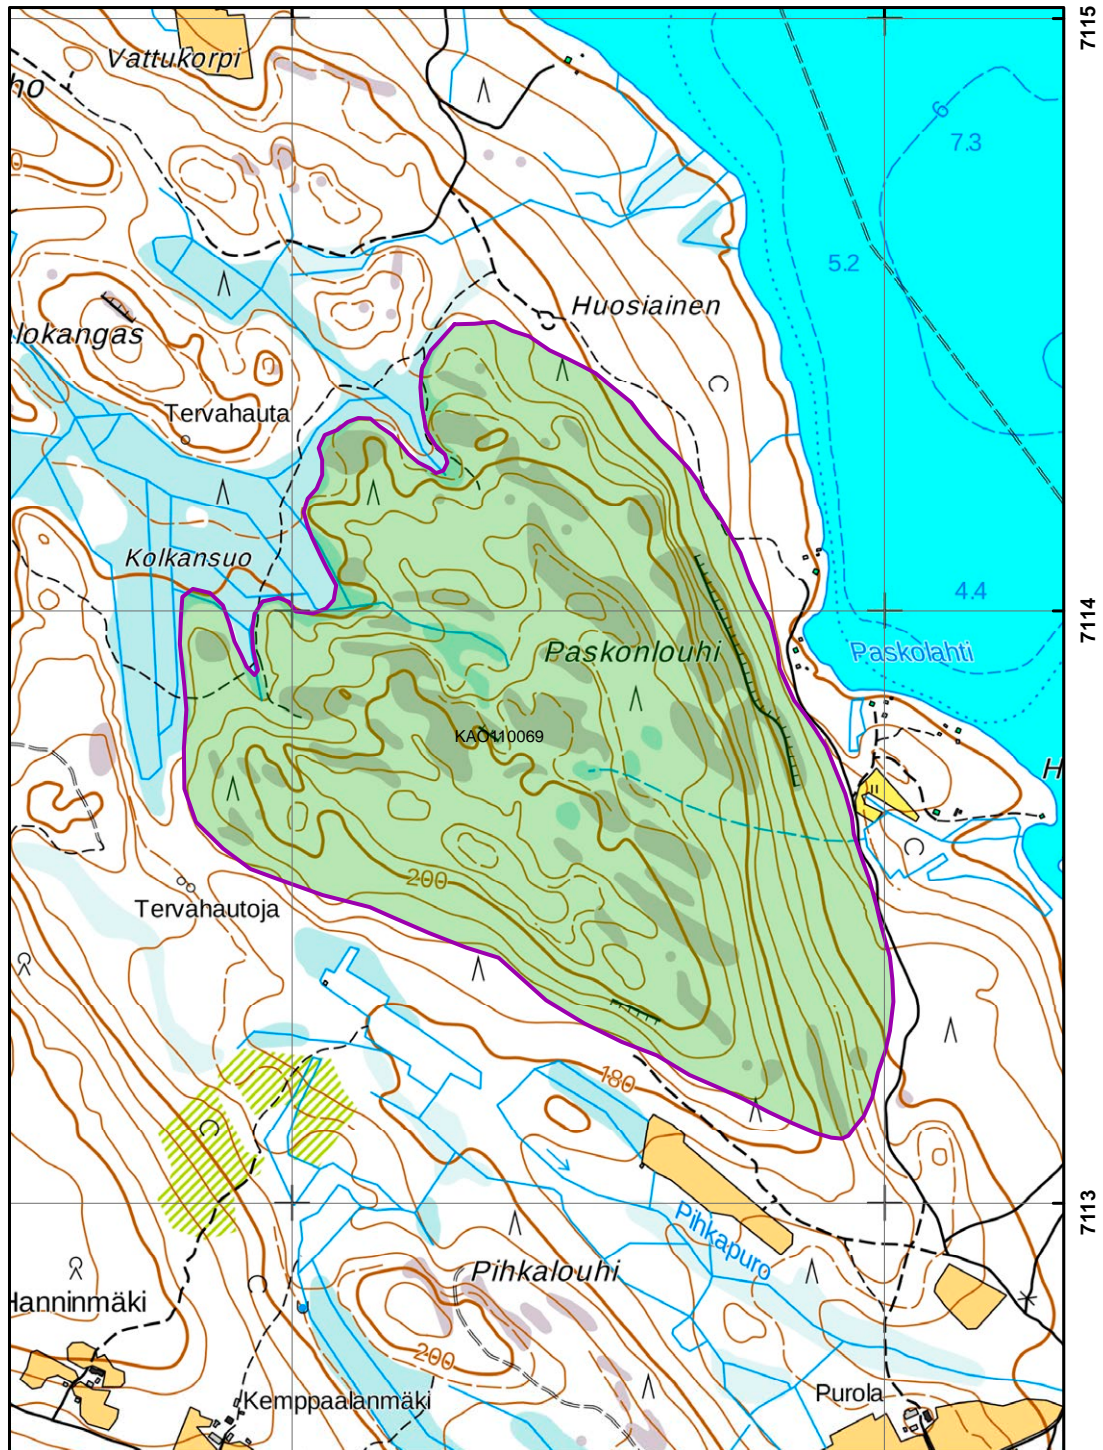 7115
Vattukorpi
ho
6
7.3
5.2
Huosiainen
lokangas
Tervahauta
Kolkansuo
4.4
7114
Paskonlouhi
Paskolahti
KAO110069
H
200
Tervahautoja
180
7113
Pihkapuro
Pihkalouhi
Hanninmäki
200
Kemppaalanmäki
Purola